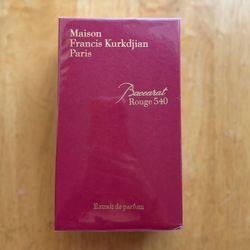 Maison
Francis Kurkdjian
Paris
Baccarat
Rouge 540
Extrait de parfum